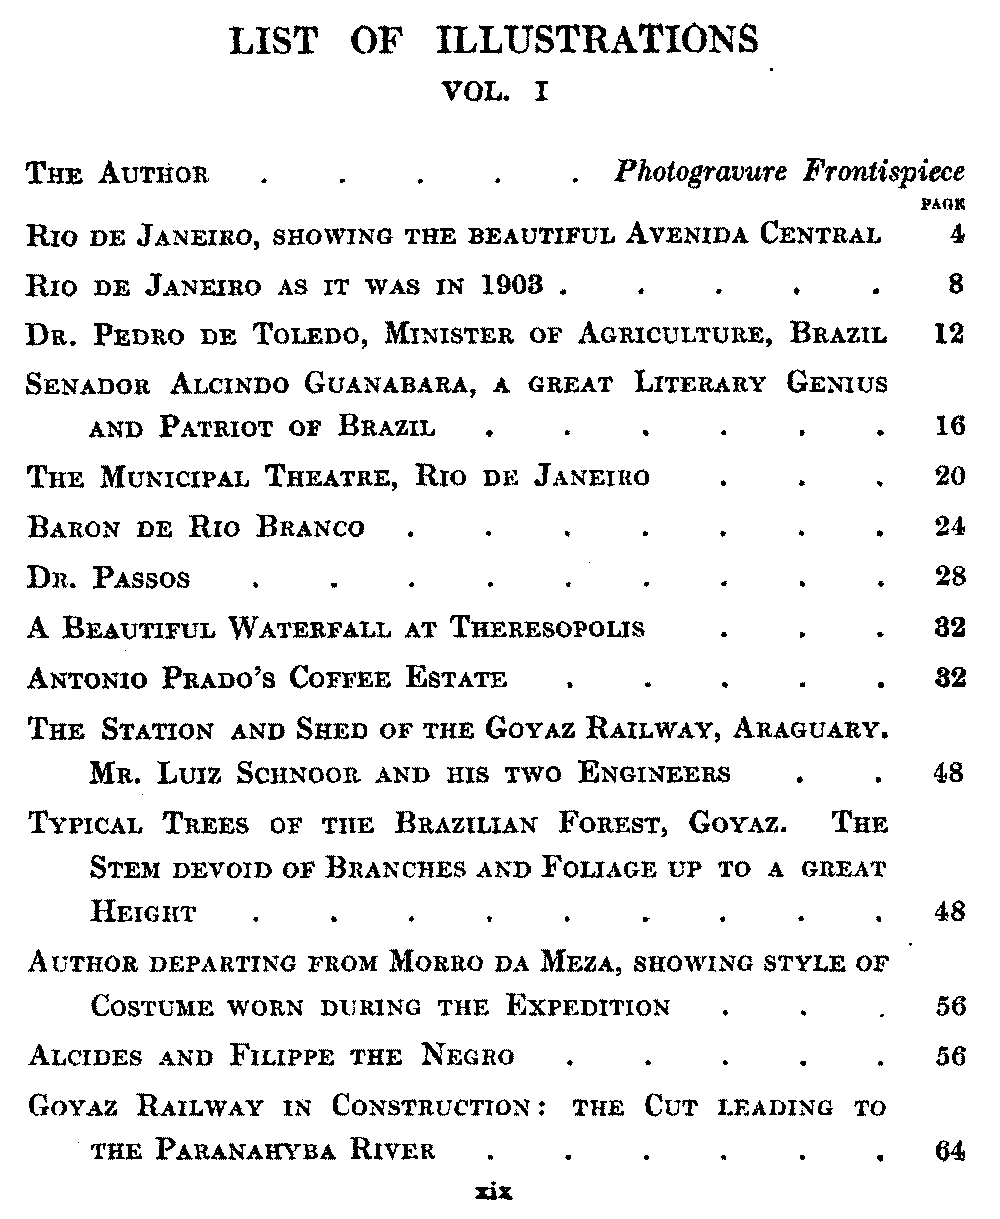 LIST OF ILLUSTRATIONS
VOL. I
THE AUTHOR . . . . . Photogravure Frontispiece
PAGE
RIO DE JANEIRO, SHOWING THE BEAUTIFUL AVENIDA CENTRAL 4
RIO DE JANEIRO AS IT WAS IN 1903 . . . . . 8
DR. PEDRO DE TOLEDO, MINISTER OF AGRICULTURE, BRAZIL 12
SENADOR ALCINDO GUANABARA, A GREAT LITERARY GENIUS
AND PATRIOT OF BRAZIL . . . . . . 16
THE MUNICIPAL THEATRE, RIO DE JANEIRO . . . 20
BARON DE RIO BRANCO . . . . . . . 24
DR. PASSOS . . . . . . . . . 28
A BEAUTIFUL WATERFALL AT THERESOPOLIS . . . 32
ANTONIO PRADO'S COFFEE ESTATE . . . . . 32
THE STATION AND SHED OF THE GOYAZ RAILWAY, ARAGUARY.
MR. LUIZ SCHNOOR AND HIS TWO ENGINEERS . . 48
TYPICAL TREES OF THE BRAZILIAN FOREST, GOYAZ. THE
STEM DEVOID OF BRANCHES AND FOLIAGE UP TO A GREAT
HEIGHT . . . . . . . . . 48
AUTHOR DEPARTING FROM MORRO DA MEZA, SHOWING STYLE OF
COSTUME WORN DURING THE EXPEDITION . . . 56
ALCIDES AND FILIPPE THE NEGRO . . . . . 56
GOYAZ RAILWAY IN CONSTRUCTION: THE CUT LEADING TO
THE PARANAHYBA RIVER . . . . . . 64
xix